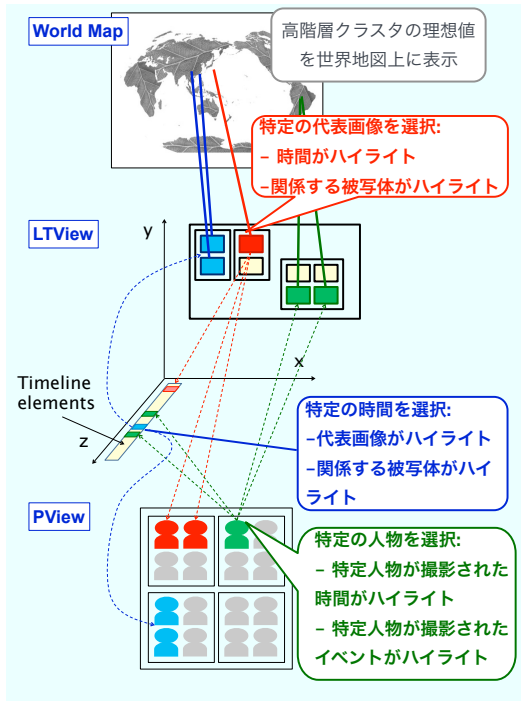 World Map
高階層クラスタの理想値
を世界地図上に表示
特定の代表画像を選択:
– 時間がハイライト
–関係する被写体がハイライト
LTView
y
x
Timeline
elements
z
特定の時間を選択:
–代表画像がハイライト
–関係する被写体がハイ
ライト
PView
特定の人物を選択:
– 特定人物が撮影された
時間がハイライト
– 特定人物が撮影された
イベントがハイライト